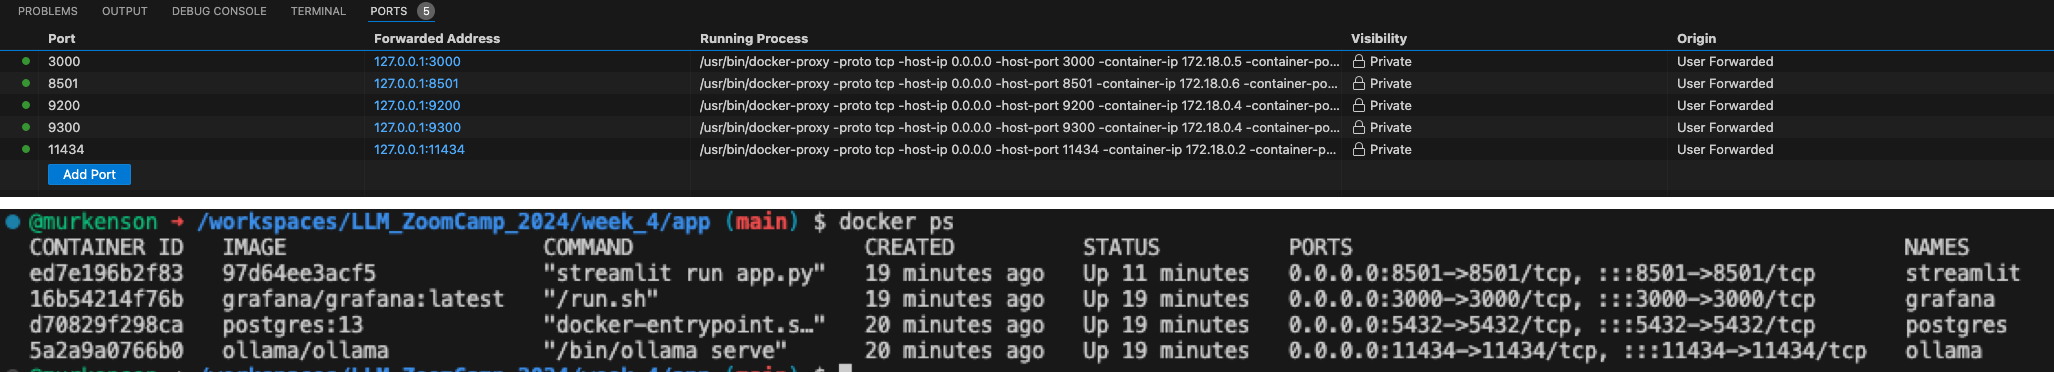 PROBLEMS OUTPUT DEBUG CONSOLE TERMINAL PORTS 5
Port Forwarded Address Running Process Visibility Origin
3000 127.0.0.1:3000 /usr/bin/docker-proxy -proto tcp -host-ip 0.0.0.0 -host-port 3000 -container-ip 172.18.0.5 -container-po... Private User Forwarded
8501 127.0.0.1:8501 /usr/bin/docker-proxy -proto tcp -host-ip 0.0.0.0 -host-port 8501 -container-ip 172.18.0.6 -container-po... Private User Forwarded
9200 127.0.0.1:9200 /usr/bin/docker-proxy -proto tcp -host-ip 0.0.0.0 -host-port 9200 -container-ip 172.18.0.4 -container-po... Private User Forwarded
9300 127.0.0.1:9300 /usr/bin/docker-proxy -proto tcp -host-ip 0.0.0.0 -host-port 9300 -container-ip 172.18.0.4 -container-po... Private User Forwarded
11434 127.0.0.1:11434 /usr/bin/docker-proxy -proto tcp -host-ip 0.0.0.0 -host-port 11434 -container-ip 172.18.0.2 -container-p... Private User Forwarded
Add Port
@murkenson ➜ /workspaces/LLM_ZoomCamp_2024/week_4/app (main) $ docker ps
CONTAINER ID IMAGE COMMAND CREATED STATUS PORTS NAMES
ed7e196b2f83 97d64ee3acf5 "streamlit run app.py" 19 minutes ago Up 11 minutes 0.0.0.0:8501->8501/tcp, :::8501->8501/tcp streamlit
16b54214f76b grafana/grafana:latest "/run.sh" 19 minutes ago Up 19 minutes 0.0.0.0:3000->3000/tcp, :::3000->3000/tcp grafana
d70829f298ca postgres:13 "docker-entrypoint.s…" 20 minutes ago Up 19 minutes 0.0.0.0:5432->5432/tcp, :::5432->5432/tcp postgres
5a2a9a0766b0 ollama/ollama "/bin/ollama serve" 20 minutes ago Up 19 minutes 0.0.0.0:11434->11434/tcp, :::11434->11434/tcp ollama
@murkenson ➜ /workspaces/LLM_ZoomCamp_2024/week_4/app (main) $